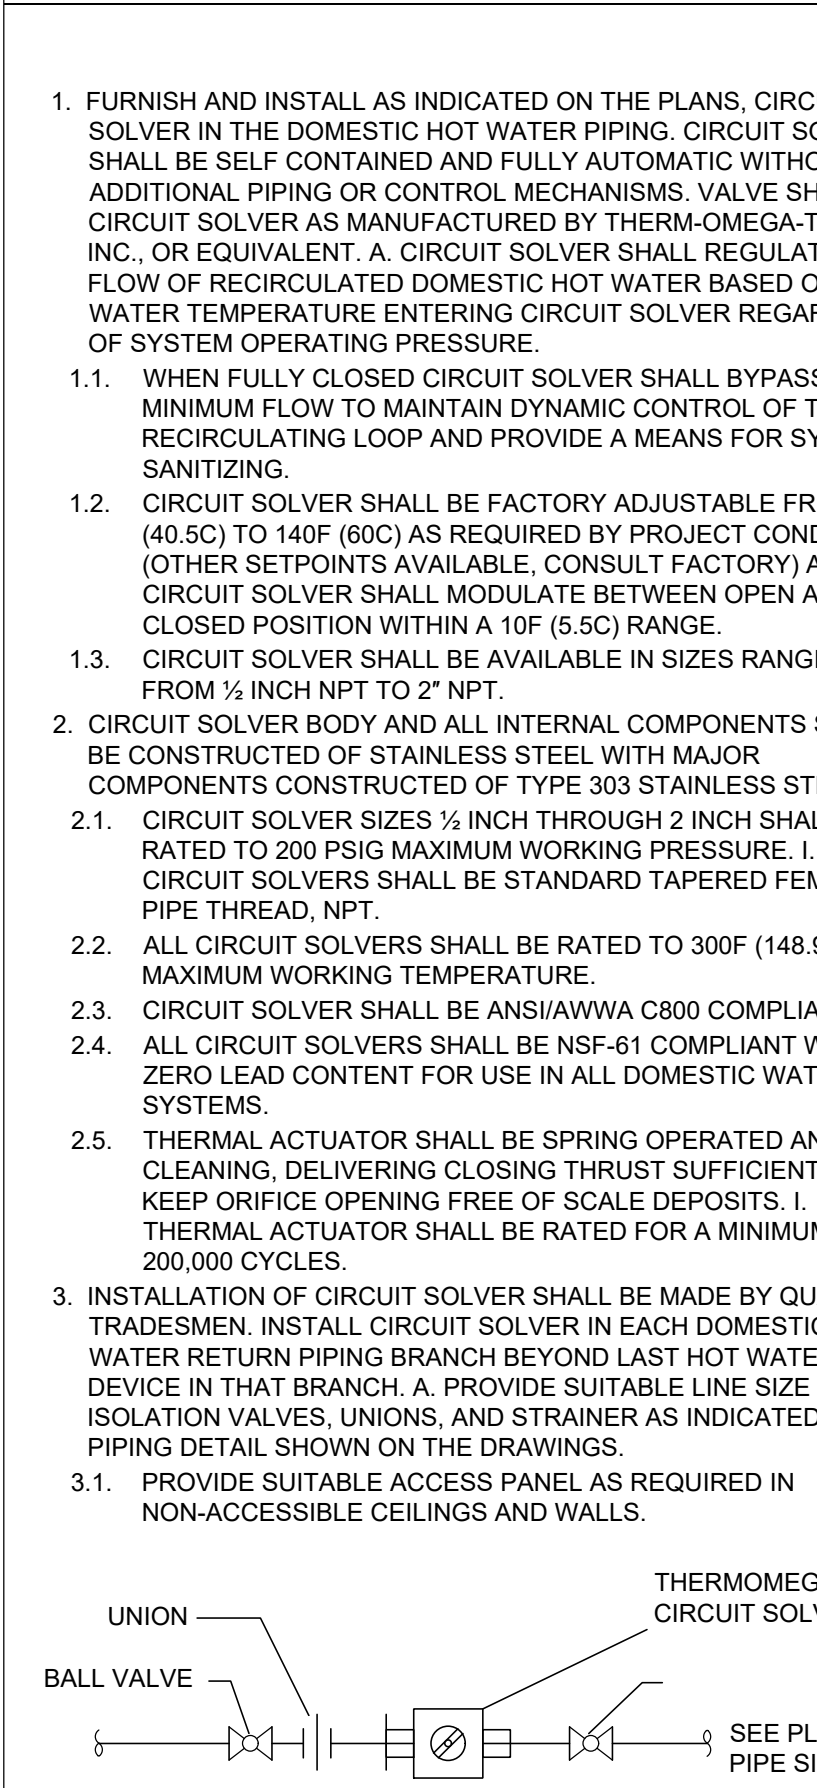 1. FURNISH AND INSTALL AS INDICATED ON THE PLANS, CIRC
SOLVER IN THE DOMESTIC HOT WATER PIPING. CIRCUIT SO
SHALL BE SELF CONTAINED AND FULLY AUTOMATIC WITHO
ADDITIONAL PIPING OR CONTROL MECHANISMS. VALVE SH
CIRCUIT SOLVER AS MANUFACTURED BY THERM-OMEGA-T
INC., OR EQUIVALENT. A. CIRCUIT SOLVER SHALL REGULAT
FLOW OF RECIRCULATED DOMESTIC HOT WATER BASED O
WATER TEMPERATURE ENTERING CIRCUIT SOLVER REGAR
OF SYSTEM OPERATING PRESSURE.
1.1. WHEN FULLY CLOSED CIRCUIT SOLVER SHALL BYPASS
MINIMUM FLOW TO MAINTAIN DYNAMIC CONTROL OF T
RECIRCULATING LOOP AND PROVIDE A MEANS FOR SY
SANITIZING.
1.2. CIRCUIT SOLVER SHALL BE FACTORY ADJUSTABLE FR
(40.5C) TO 140F (60C) AS REQUIRED BY PROJECT COND
(OTHER SETPOINTS AVAILABLE, CONSULT FACTORY) A
CIRCUIT SOLVER SHALL MODULATE BETWEEN OPEN A
CLOSED POSITION WITHIN A 10F (5.5C) RANGE.
1.3. CIRCUIT SOLVER SHALL BE AVAILABLE IN SIZES RANGI
FROM ½ INCH NPT TO 2″ NPT.
2. CIRCUIT SOLVER BODY AND ALL INTERNAL COMPONENTS S
BE CONSTRUCTED OF STAINLESS STEEL WITH MAJOR
COMPONENTS CONSTRUCTED OF TYPE 303 STAINLESS STE
2.1. CIRCUIT SOLVER SIZES ½ INCH THROUGH 2 INCH SHAL
RATED TO 200 PSIG MAXIMUM WORKING PRESSURE. I.
CIRCUIT SOLVERS SHALL BE STANDARD TAPERED FEM
PIPE THREAD, NPT.
2.2. ALL CIRCUIT SOLVERS SHALL BE RATED TO 300F (148.9
MAXIMUM WORKING TEMPERATURE.
2.3. CIRCUIT SOLVER SHALL BE ANSI/AWWA C800 COMPLIA
2.4. ALL CIRCUIT SOLVERS SHALL BE NSF-61 COMPLIANT W
ZERO LEAD CONTENT FOR USE IN ALL DOMESTIC WAT
SYSTEMS.
2.5. THERMAL ACTUATOR SHALL BE SPRING OPERATED AN
CLEANING, DELIVERING CLOSING THRUST SUFFICIENT
KEEP ORIFICE OPENING FREE OF SCALE DEPOSITS. I.
THERMAL ACTUATOR SHALL BE RATED FOR A MINIMUM
200,000 CYCLES.
3. INSTALLATION OF CIRCUIT SOLVER SHALL BE MADE BY QUA
TRADESMEN. INSTALL CIRCUIT SOLVER IN EACH DOMESTIC
WATER RETURN PIPING BRANCH BEYOND LAST HOT WATE
DEVICE IN THAT BRANCH. A. PROVIDE SUITABLE LINE SIZE
ISOLATION VALVES, UNIONS, AND STRAINER AS INDICATED
PIPING DETAIL SHOWN ON THE DRAWINGS.
3.1. PROVIDE SUITABLE ACCESS PANEL AS REQUIRED IN
NON-ACCESSIBLE CEILINGS AND WALLS.
THERMOMEG
CIRCUIT SOLV
UNION
BALL VALVE
SEE PL
PIPE SI